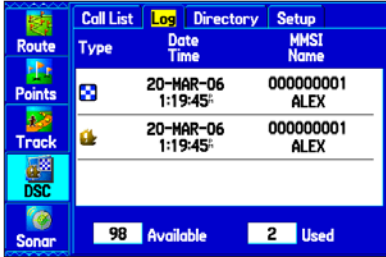 Call List Log Directory Setup
Route
Type Date Time MMSI Name
Points
20-MAR-06 000000001
1:19:45 ALEX
Track
20-MAR-06 000000001
1:19:45 ALEX
DSC
Sonar
98 Available 2 Used